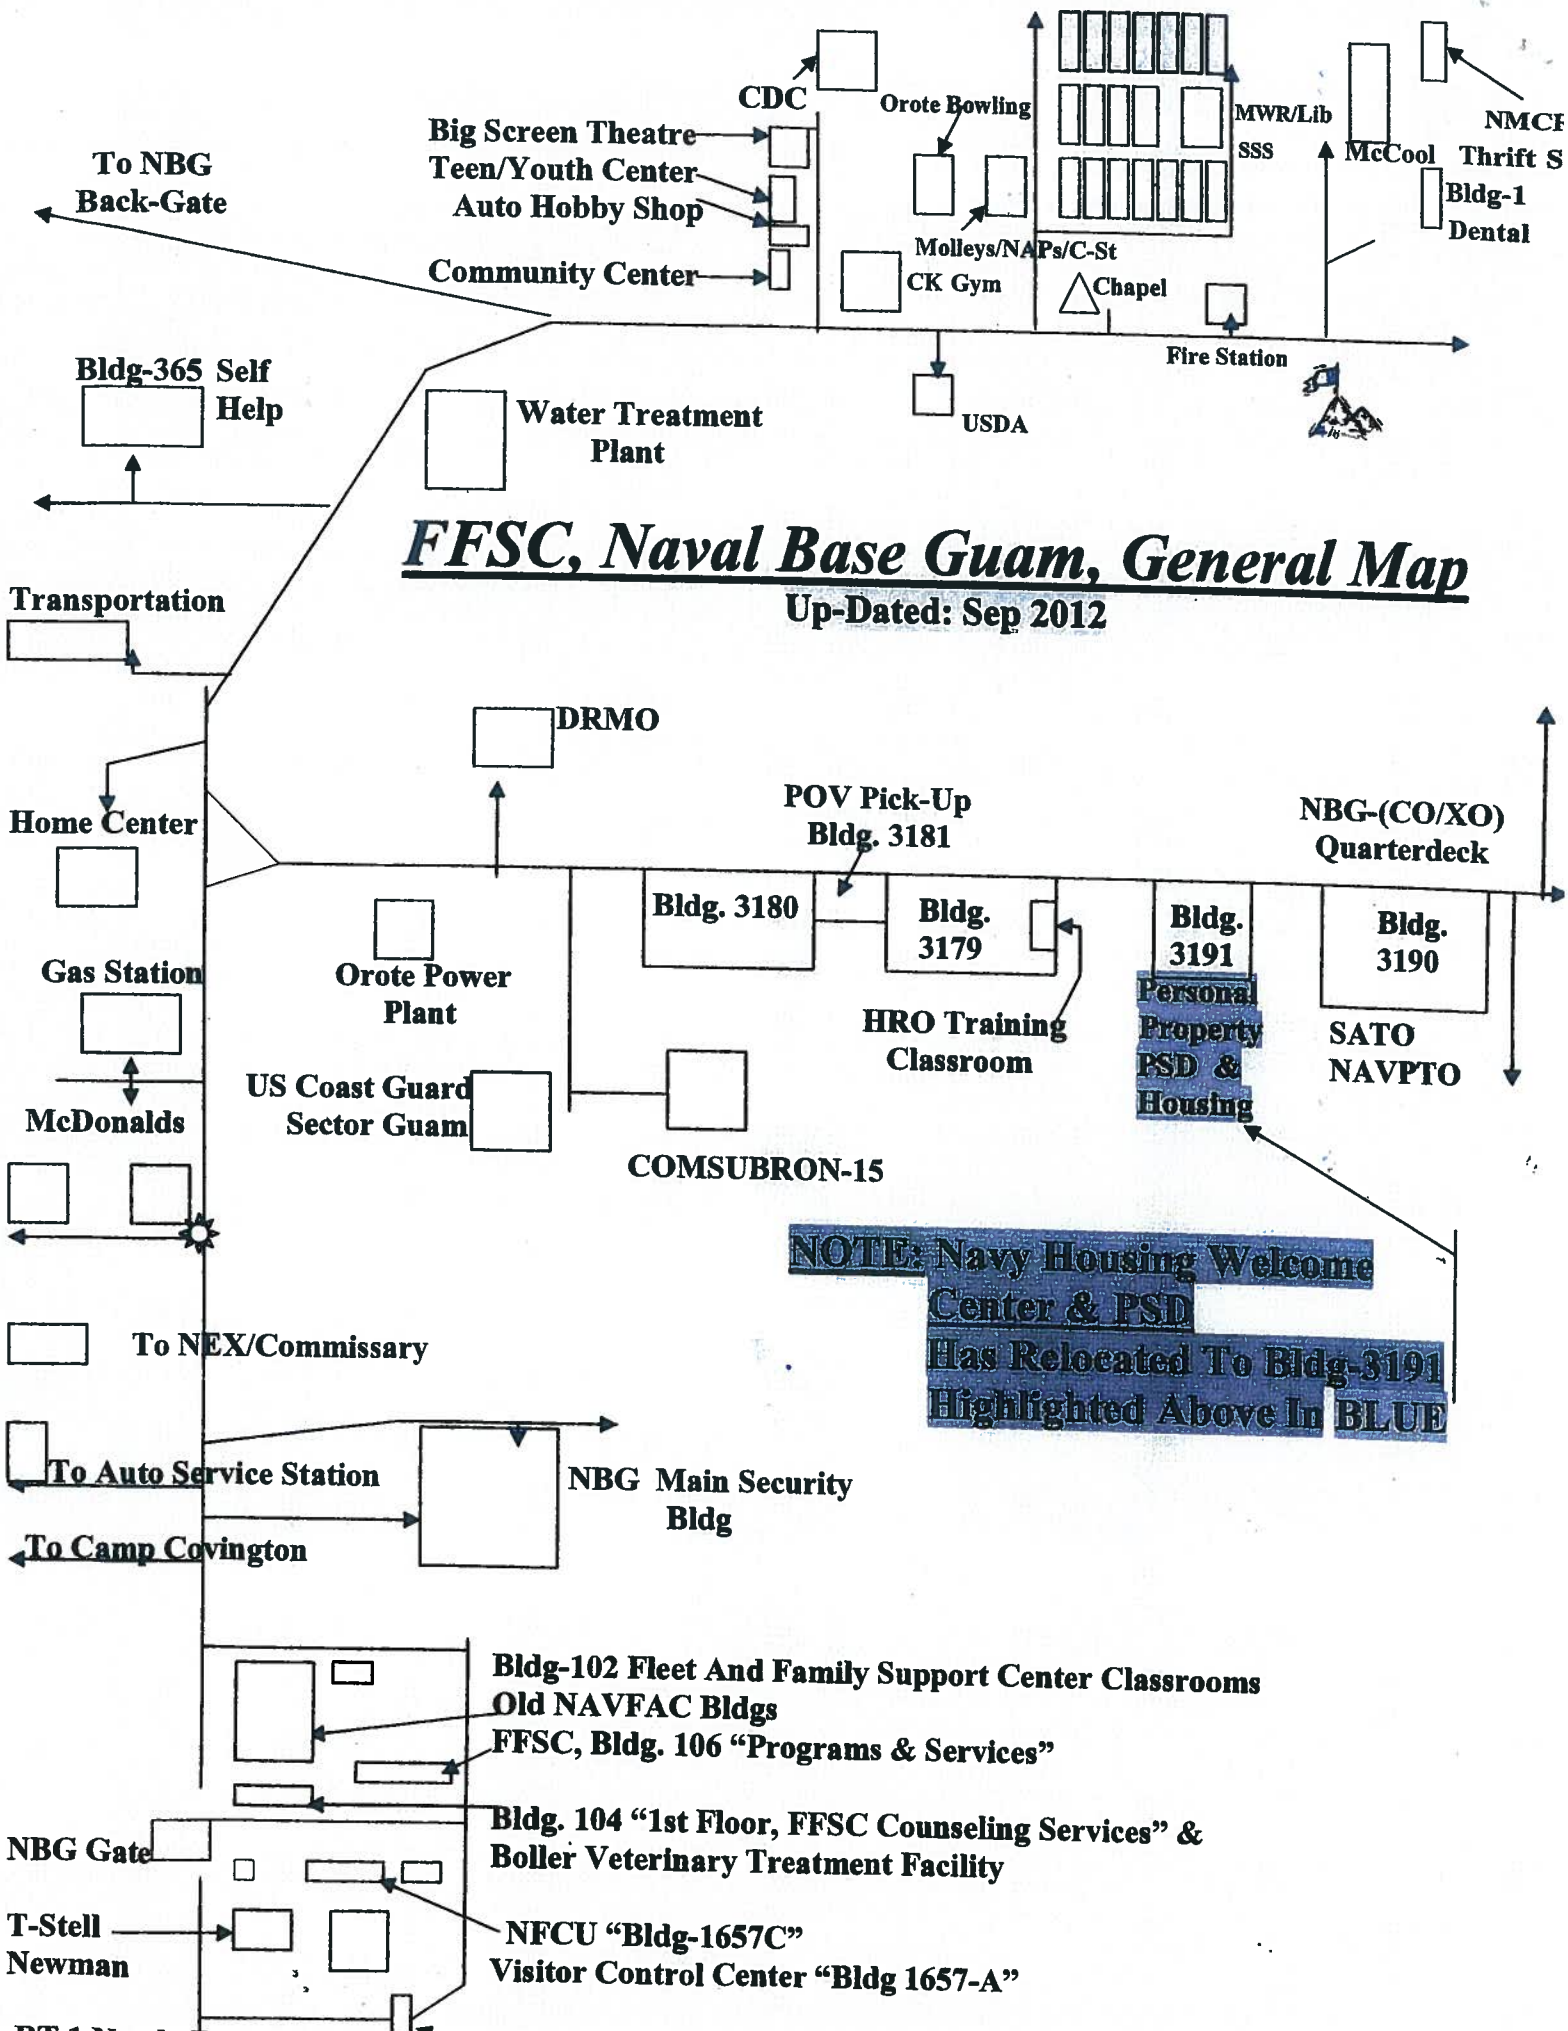 CDC
Orote Bowling
Big Screen Theatre
Teen/Youth Center
Auto Hobby Shop
To NBG
Back-Gate
MWR/Lib
SSS
McCool
Thrift S
Bldg-1
Dental
Molleys/NAPs/C-St
Community Center
CK Gym
Chapel
Fire Station
USDA
Bldg-365 Self
Help
Water Treatment
Plant
FFSC, Naval Base Guam, General Map
Up-Dated: Sep 2012
Transportation
DRMO
POV Pick-Up
Bldg. 3181
NBG-(CO/XO)
Quarterdeck
Home Center
Bldg. 3180
Bldg.
3179
Bldg.
3191
Bldg.
3190
Gas Station
Orote Power
Plant
HRO Training
Classroom
Personal
Property
PSD &
Housing
SATO
NAVPTO
US Coast Guard
Sector Guam
McDonalds
COMSUBRON-15
NOTE: Navy Housing Welcome
Center & PSD
Has Relocated To Bldg-3191
Highlighted Above In BLUE
To NEX/Commissary
To Auto Service Station
NBG Main Security
Bldg
To Camp Covington
Bldg-102 Fleet And Family Support Center Classrooms
Old NAVFAC Bldgs
FFSC, Bldg. 106 “Programs & Services”
Bldg. 104 “1st Floor, FFSC Counseling Services” &
Boller Veterinary Treatment Facility
NBG Gate
T-Stell
Newman
NFCU “Bldg-1657C”
Visitor Control Center “Bldg 1657-A”